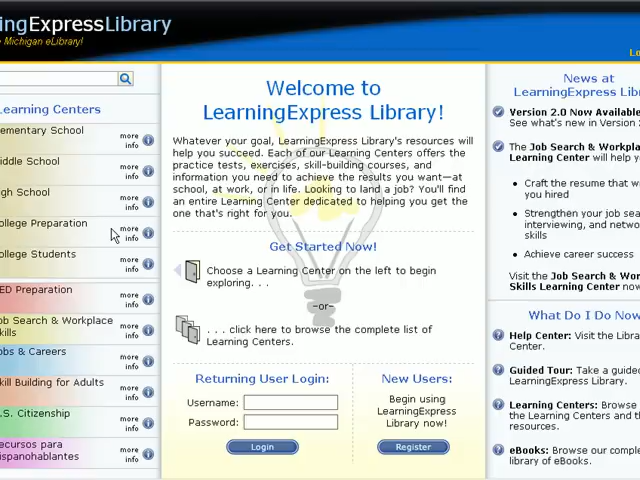 ingExpressLibrary
Michigan eLibrary!
Welcome to
LearningExpress Library!
Whatever your goal, LearningExpress Library's resources will
help you succeed. Each of our Learning Centers offers the
practice tests, exercises, skill-building courses, and
information you need to achieve the results you want—at
school, at work, or in life. Looking to land a job? You'll find
an entire Learning Center dedicated to helping you get the
one that's right for you.
Get Started Now!
Choose a Learning Center on the left to begin
exploring. . .
-or-
. . . click here to browse the complete list of
Learning Centers.
Returning User Login:
Username:
Password:
Login
New Users:
Begin using
LearningExpress
Library now!
Register
earning Centers
ementary School
more
info
iddle School
more
info
gh School
more
info
ollege Preparation
more
info
ollege Students
more
info
ED Preparation
more
info
ob Search & Workplace
kills
more
info
obs & Careers
more
info
kill Building for Adults
more
info
.S. Citizenship
more
info
ecursos para
ispanohablantes
more
info
News at
LearningExpress Libr
Version 2.0 Now Available
See what's new in Version
The Job Search & Workpla
Learning Center will help yo
Craft the resume that w
you hired
Strengthen your job sea
interviewing, and netwo
skills
Achieve career success
Visit the Job Search & Work
Skills Learning Center now
What Do I Do Now
Help Center: Visit the Libra
Center.
Guided Tour: Take a guide
LearningExpress Library.
Learning Centers: Browse
of the Learning Centers and t
resources.
eBooks: Browse our comple
library of eBooks.